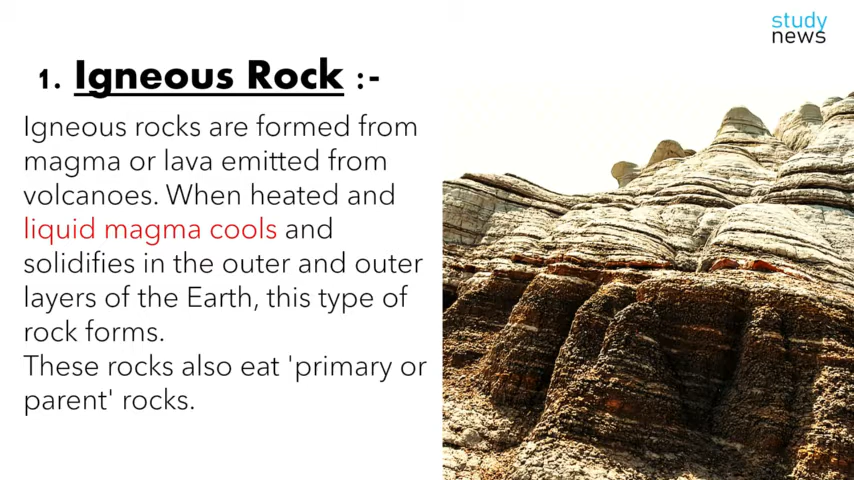 study
news
1. Igneous Rock :-
Igneous rocks are formed from
magma or lava emitted from
volcanoes. When heated and
liquid magma cools and
solidifies in the outer and outer
layers of the Earth, this type of
rock forms.
These rocks also eat 'primary or
parent' rocks.